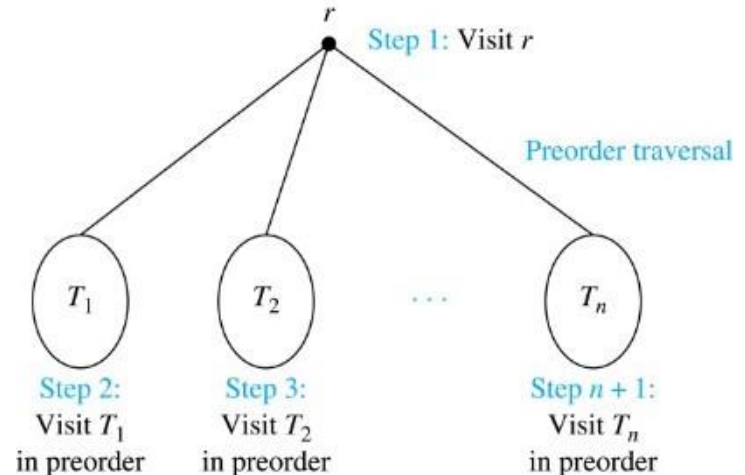 r
Step 1: Visit r
Preorder traversal
T₁
T₂
. . .
Tₙ
Step 2:
Visit T₁
in preorder
Step 3:
Visit T₂
in preorder
Step n + 1:
Visit Tₙ
in preorder